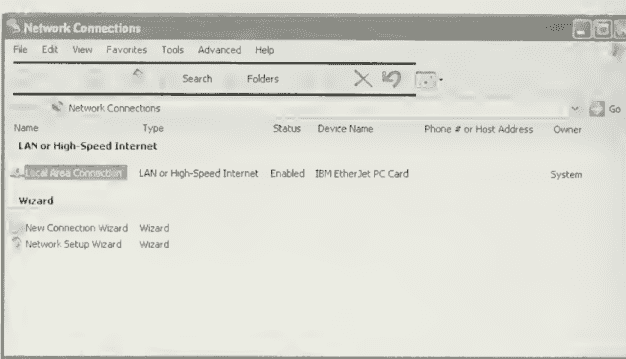 Network Connections
File Edit View Favorites Tools Advanced Help
Search Folders
Network Connections Go
Name Type Status Device Name Phone # or Host Address Owner
LAN or High-Speed Internet
Local Area Connection LAN or High-Speed Internet Enabled IBM EtherJet PC Card System
Wizard
New Connection Wizard Wizard
Network Setup Wizard Wizard